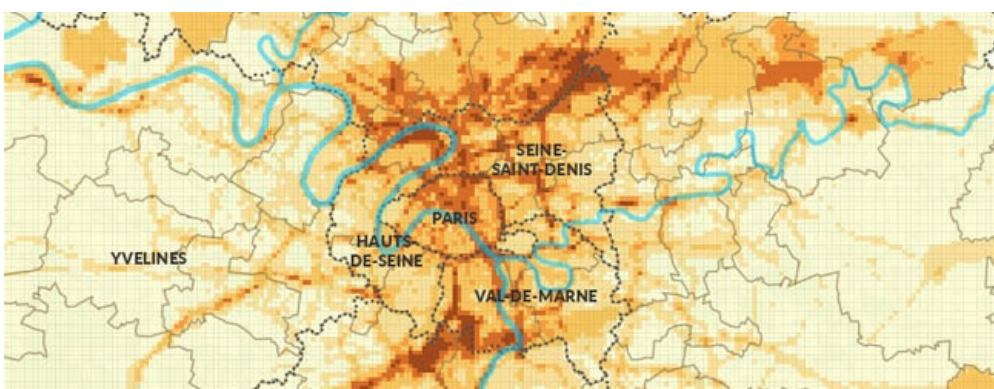 SEINE-
SAINT-DENIS
PARIS
HAUTS-
DE-SEINE
YVELINES
VAL-DE-MARNE